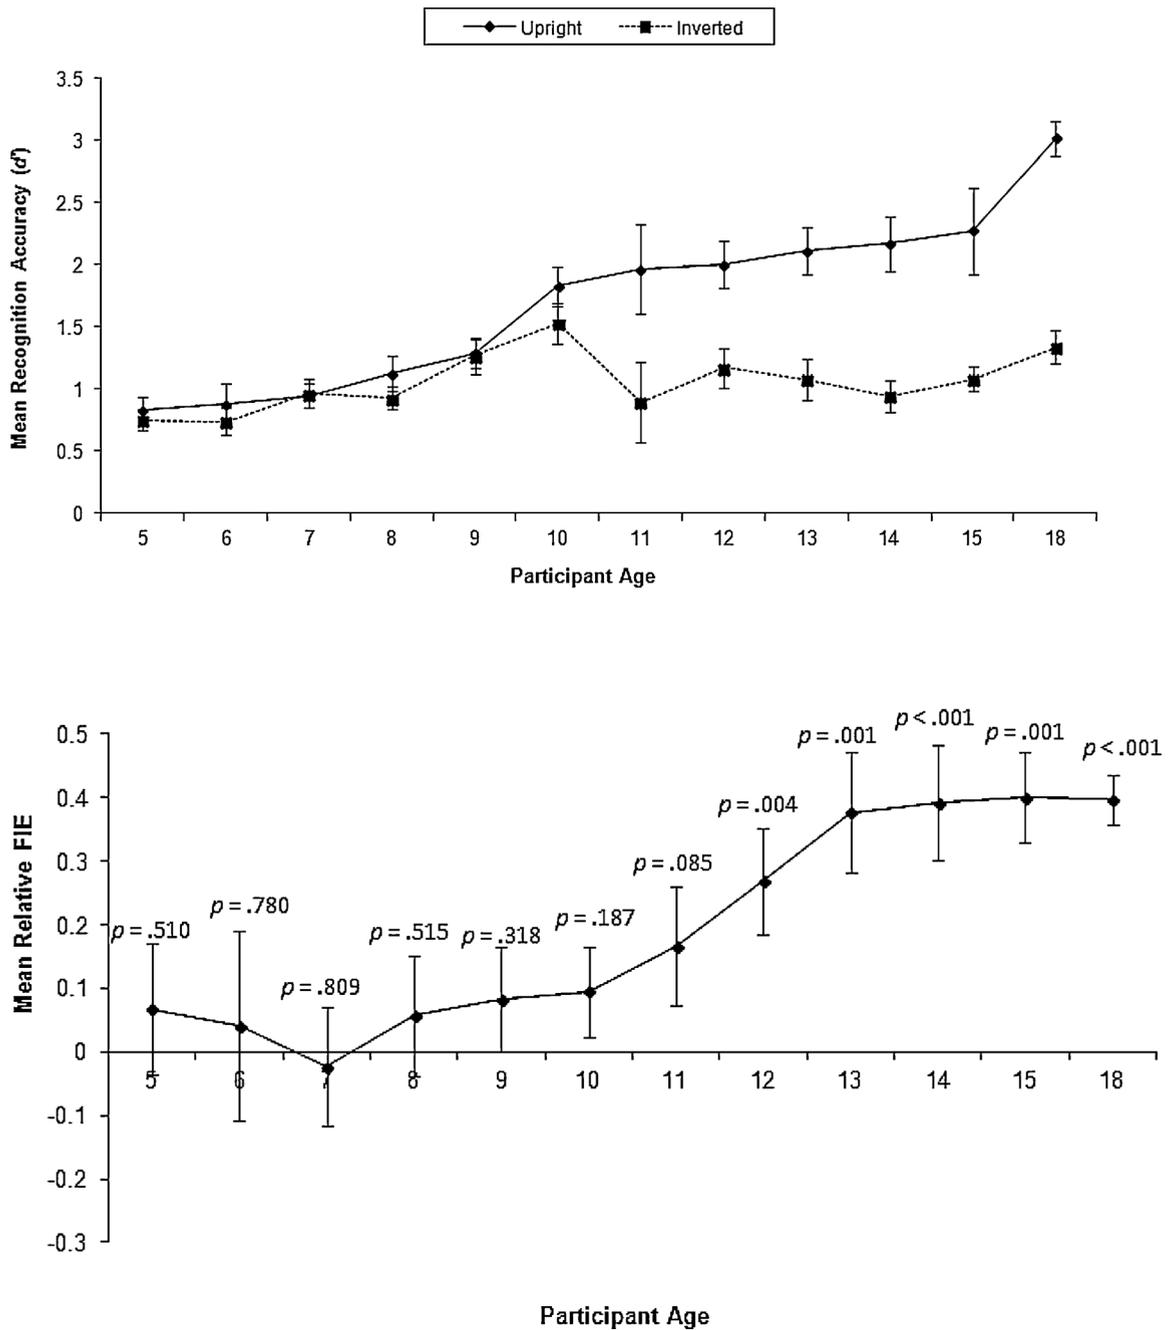 Upright Inverted
3.5
3
2.5
2
1.5
1
0.5
0
Mean Recognition Accuracy (d')
5 6 7 8 9 10 11 12 13 14 15 18
Participant Age
0.5
0.4
0.3
0.2
0.1
0
-0.1
-0.2
-0.3
Mean Relative FIE
p = .510
p = .780
p = .809
p = .515
p = .318
p = .187
p = .085
p = .004
p = .001
p < .001
p = .001
p < .001
5 6 7 8 9 10 11 12 13 14 15 18
Participant Age